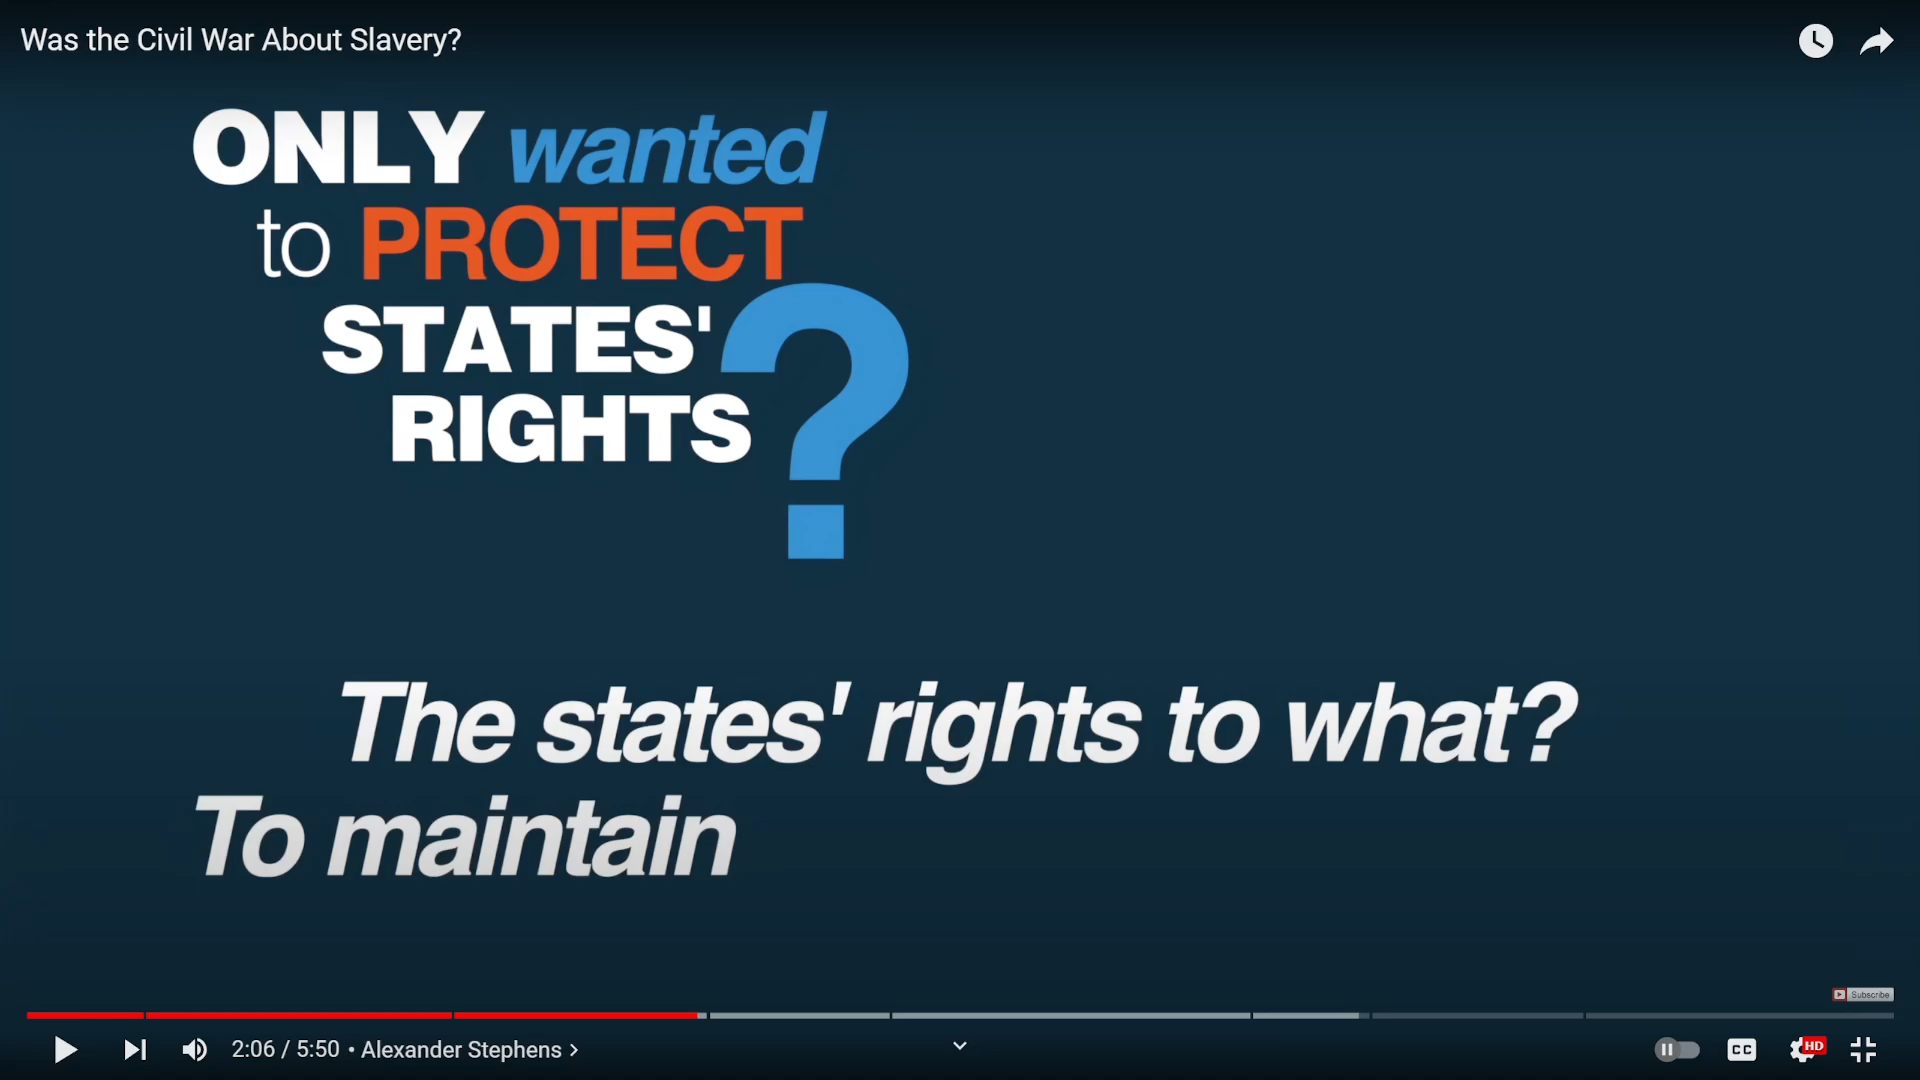 Was the Civil War About Slavery?
ONLY wanted
to PROTECT
STATES'
RIGHTS?
The states' rights to what?
To maintain
Subscribe
2:06 / 5:50 • Alexander Stephens >
CC
HD